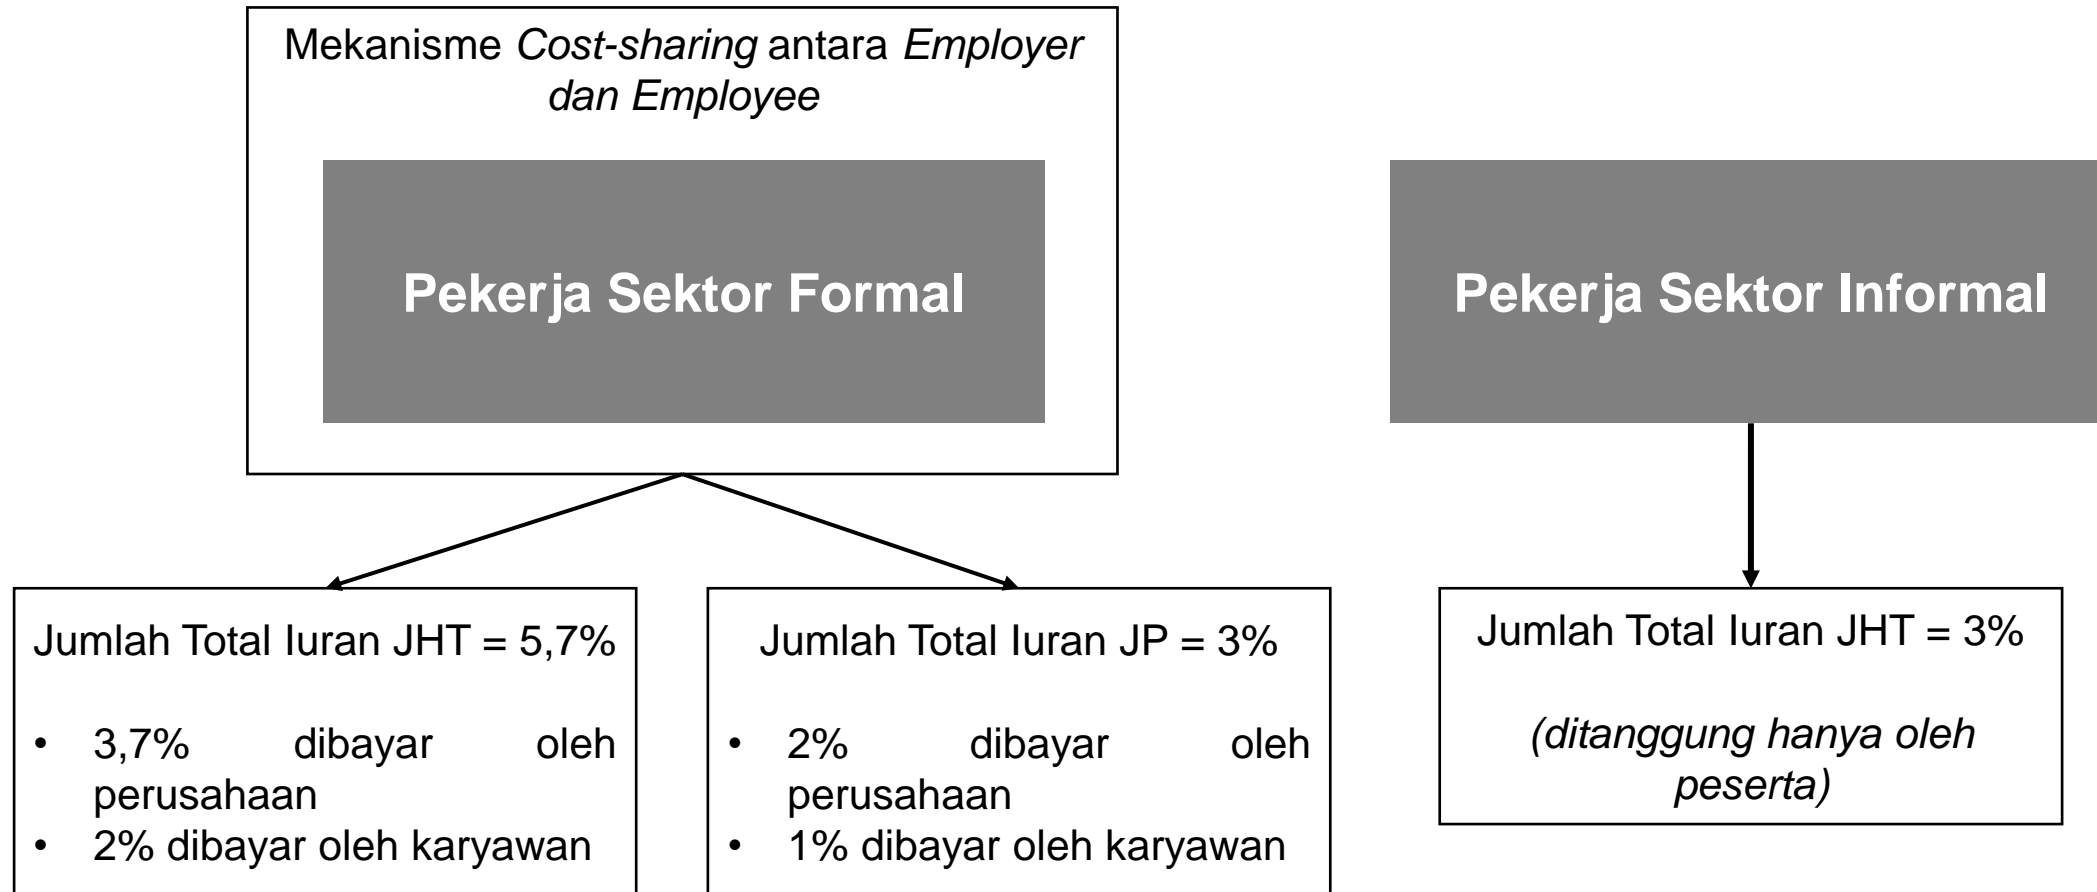 Mekanisme Cost-sharing antara Employer
dan Employee
Pekerja Sektor Formal
Pekerja Sektor Informal
Jumlah Total Iuran JHT = 5,7%
• 3,7% dibayar oleh
perusahaan
• 2% dibayar oleh karyawan
Jumlah Total Iuran JP = 3%
• 2% dibayar oleh
perusahaan
• 1% dibayar oleh karyawan
Jumlah Total Iuran JHT = 3%
(ditanggung hanya oleh
peserta)